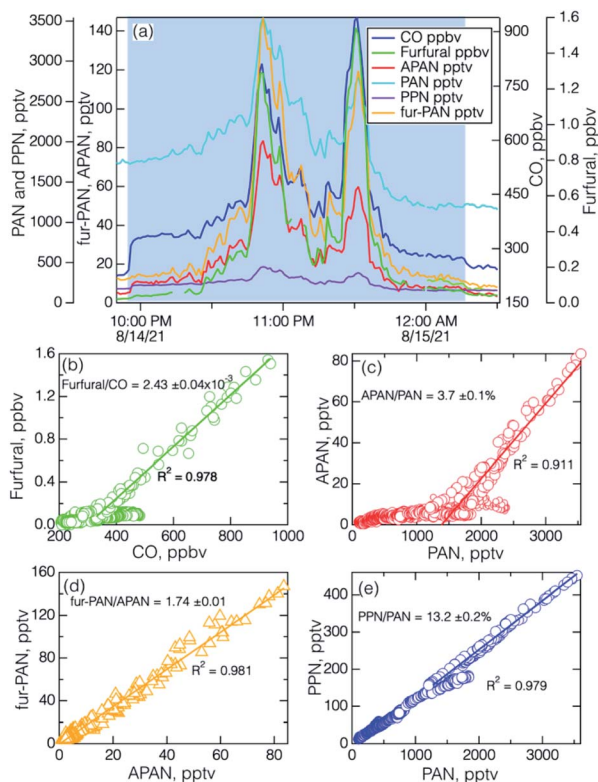 (a)
CO ppbv
Furfural ppbv
APAN pptv
PAN pptv
PPN pptv
fur-PAN pptv
PAN and PPN, pptv
3500
3000
2500
2000
1500
1000
500
0
fur-PAN, APAN, pptv
140
120
100
80
60
40
20
0
CO, ppbv
900
750
600
450
300
150
Furfural, ppbv
1.6
1.4
1.2
1.0
0.8
0.6
0.4
0.2
0.0
10:00 PM
8/14/21
11:00 PM
12:00 AM
8/15/21
(b)
Furfural/CO = 2.43 ±0.04x10-3
R2 = 0.978
Furfural, ppbv
1.6
1.2
0.8
0.4
0.0
200 400 600 800 1000
CO, ppbv
(c)
APAN/PAN = 3.7 ±0.1%
R2 = 0.911
APAN, pptv
80
60
40
20
0
0 1000 2000 3000
PAN, pptv
(d)
fur-PAN/APAN = 1.74 ±0.01
R2 = 0.981
fur-PAN, pptv
160
120
80
40
0
0 20 40 60 80
APAN, pptv
(e)
PPN/PAN = 13.2 ±0.2%
R2 = 0.979
PPN, pptv
400
300
200
100
0
0 1000 2000 3000
PAN, pptv